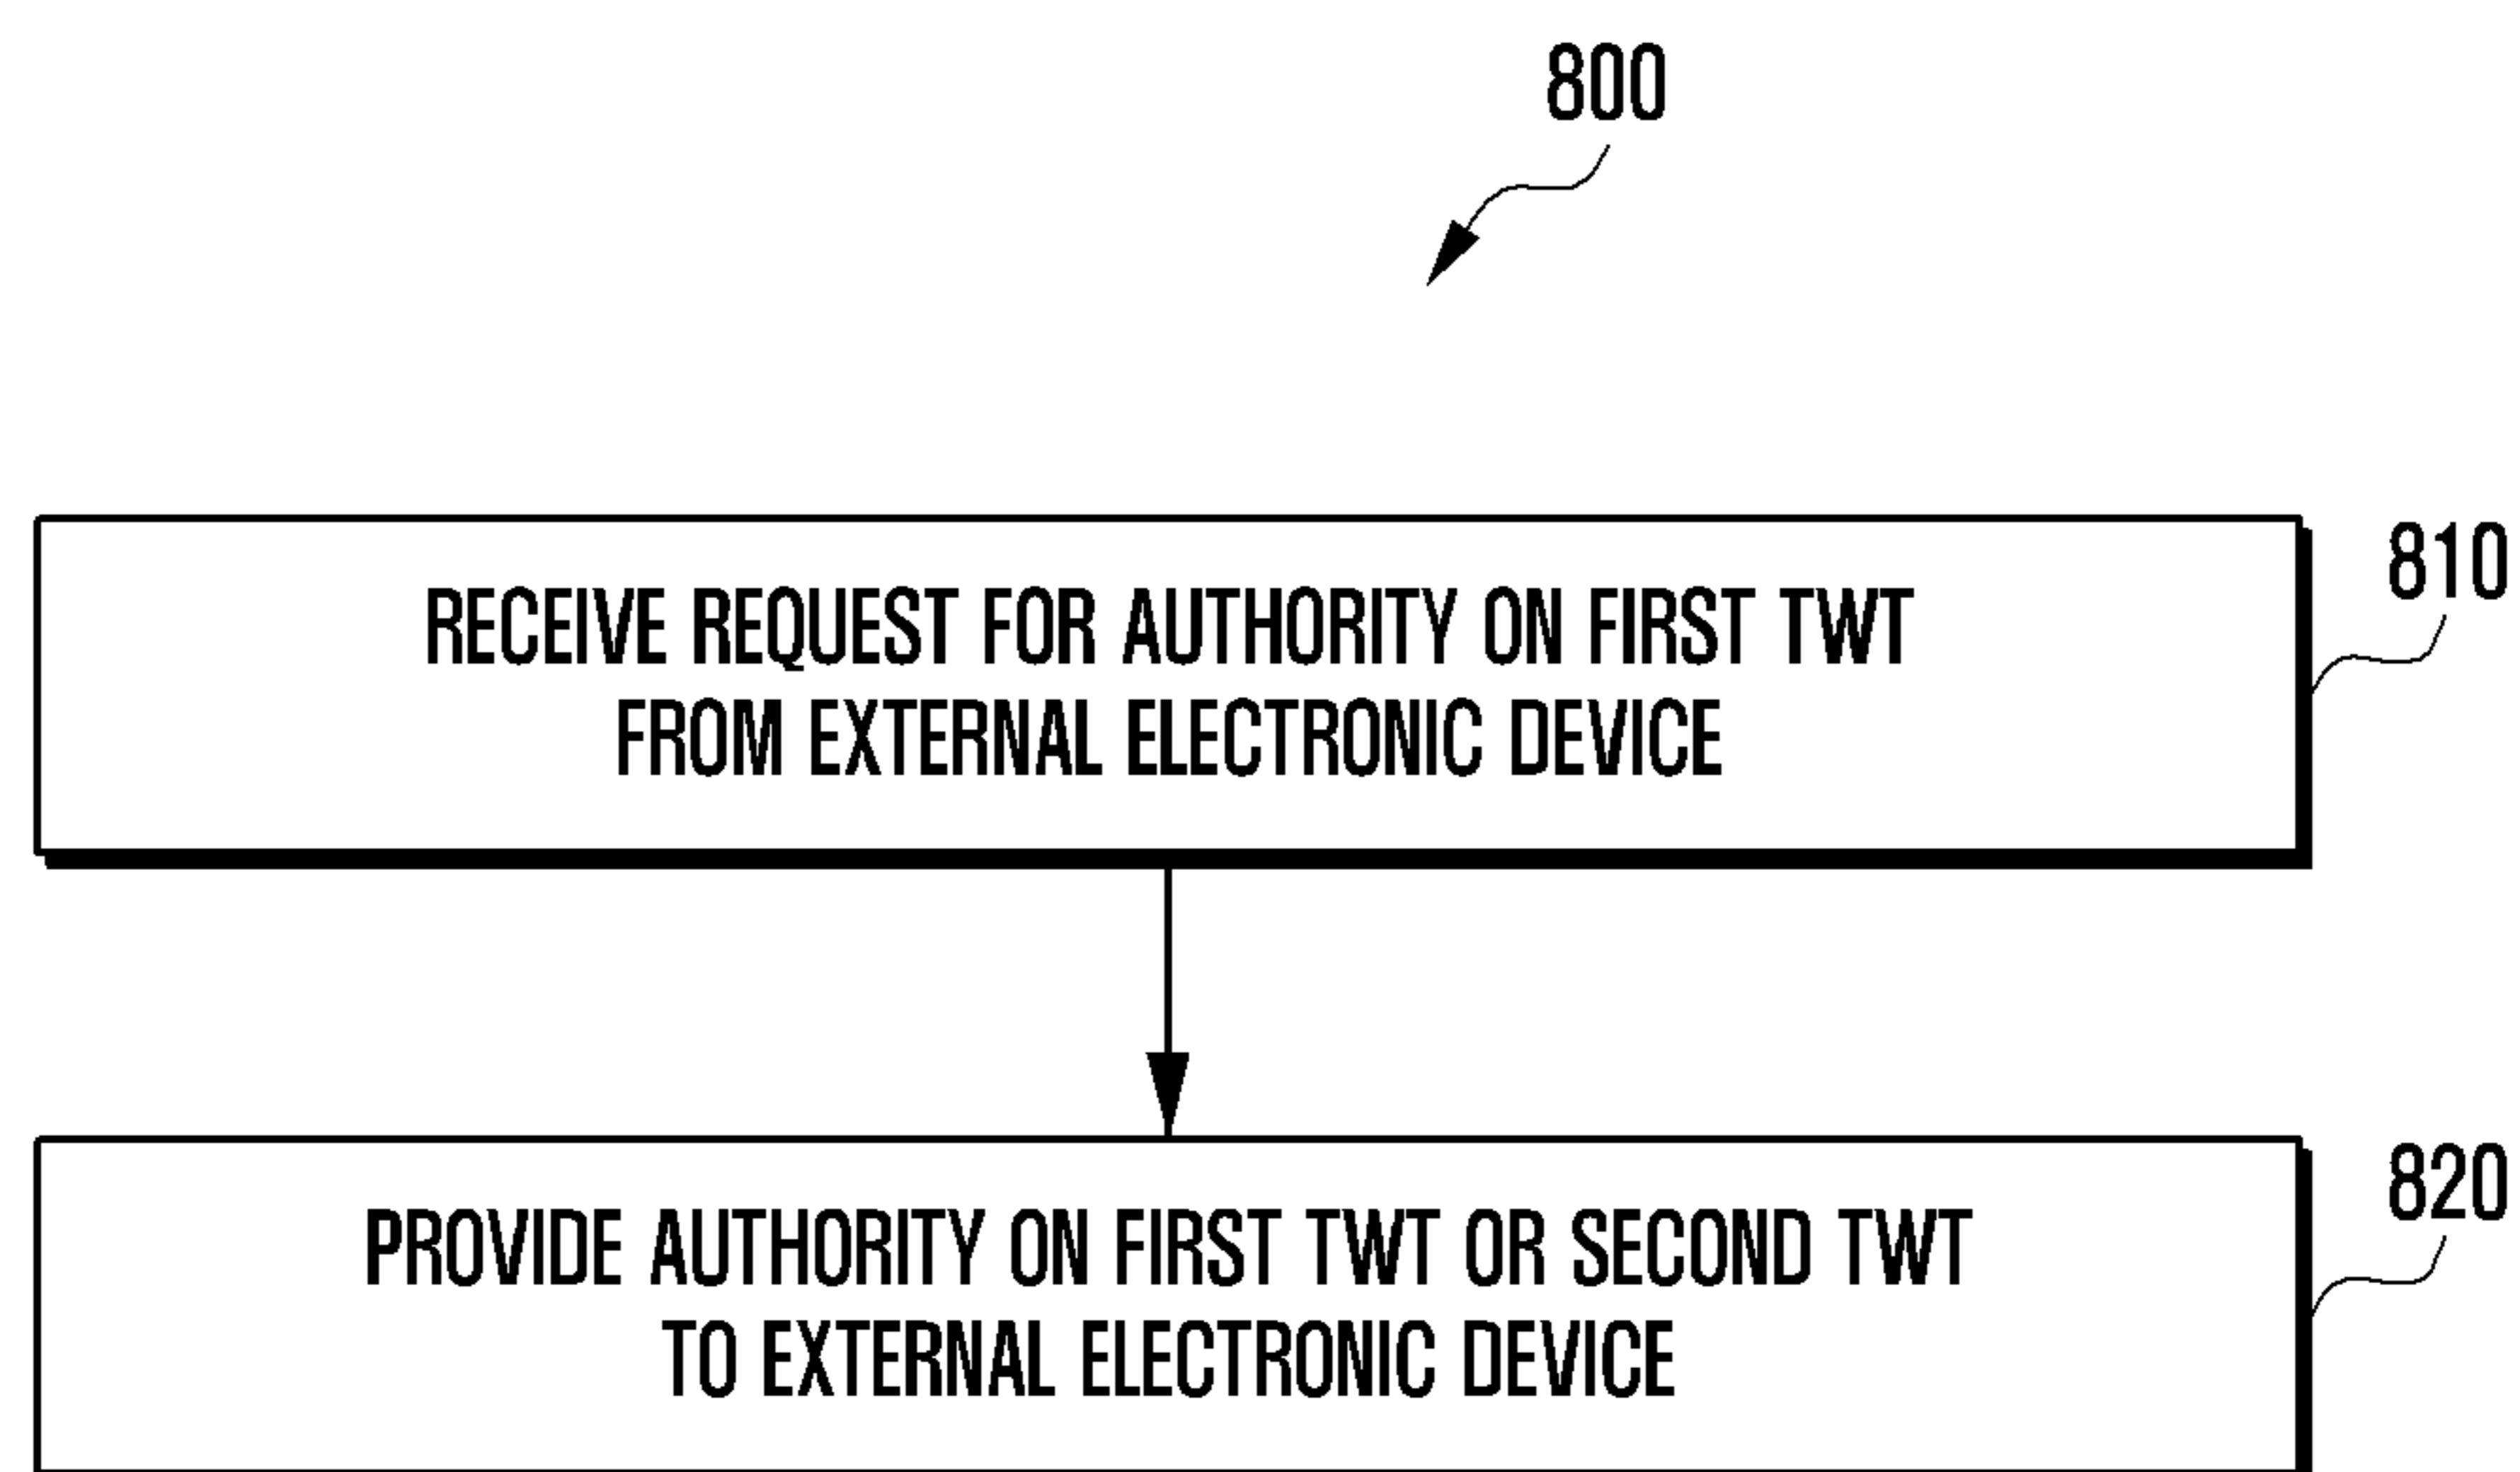 800
810
RECEIVE REQUEST FOR AUTHORITY ON FIRST TWT
FROM EXTERNAL ELECTRONIC DEVICE
820
PROVIDE AUTHORITY ON FIRST TWT OR SECOND TWT
TO EXTERNAL ELECTRONIC DEVICE